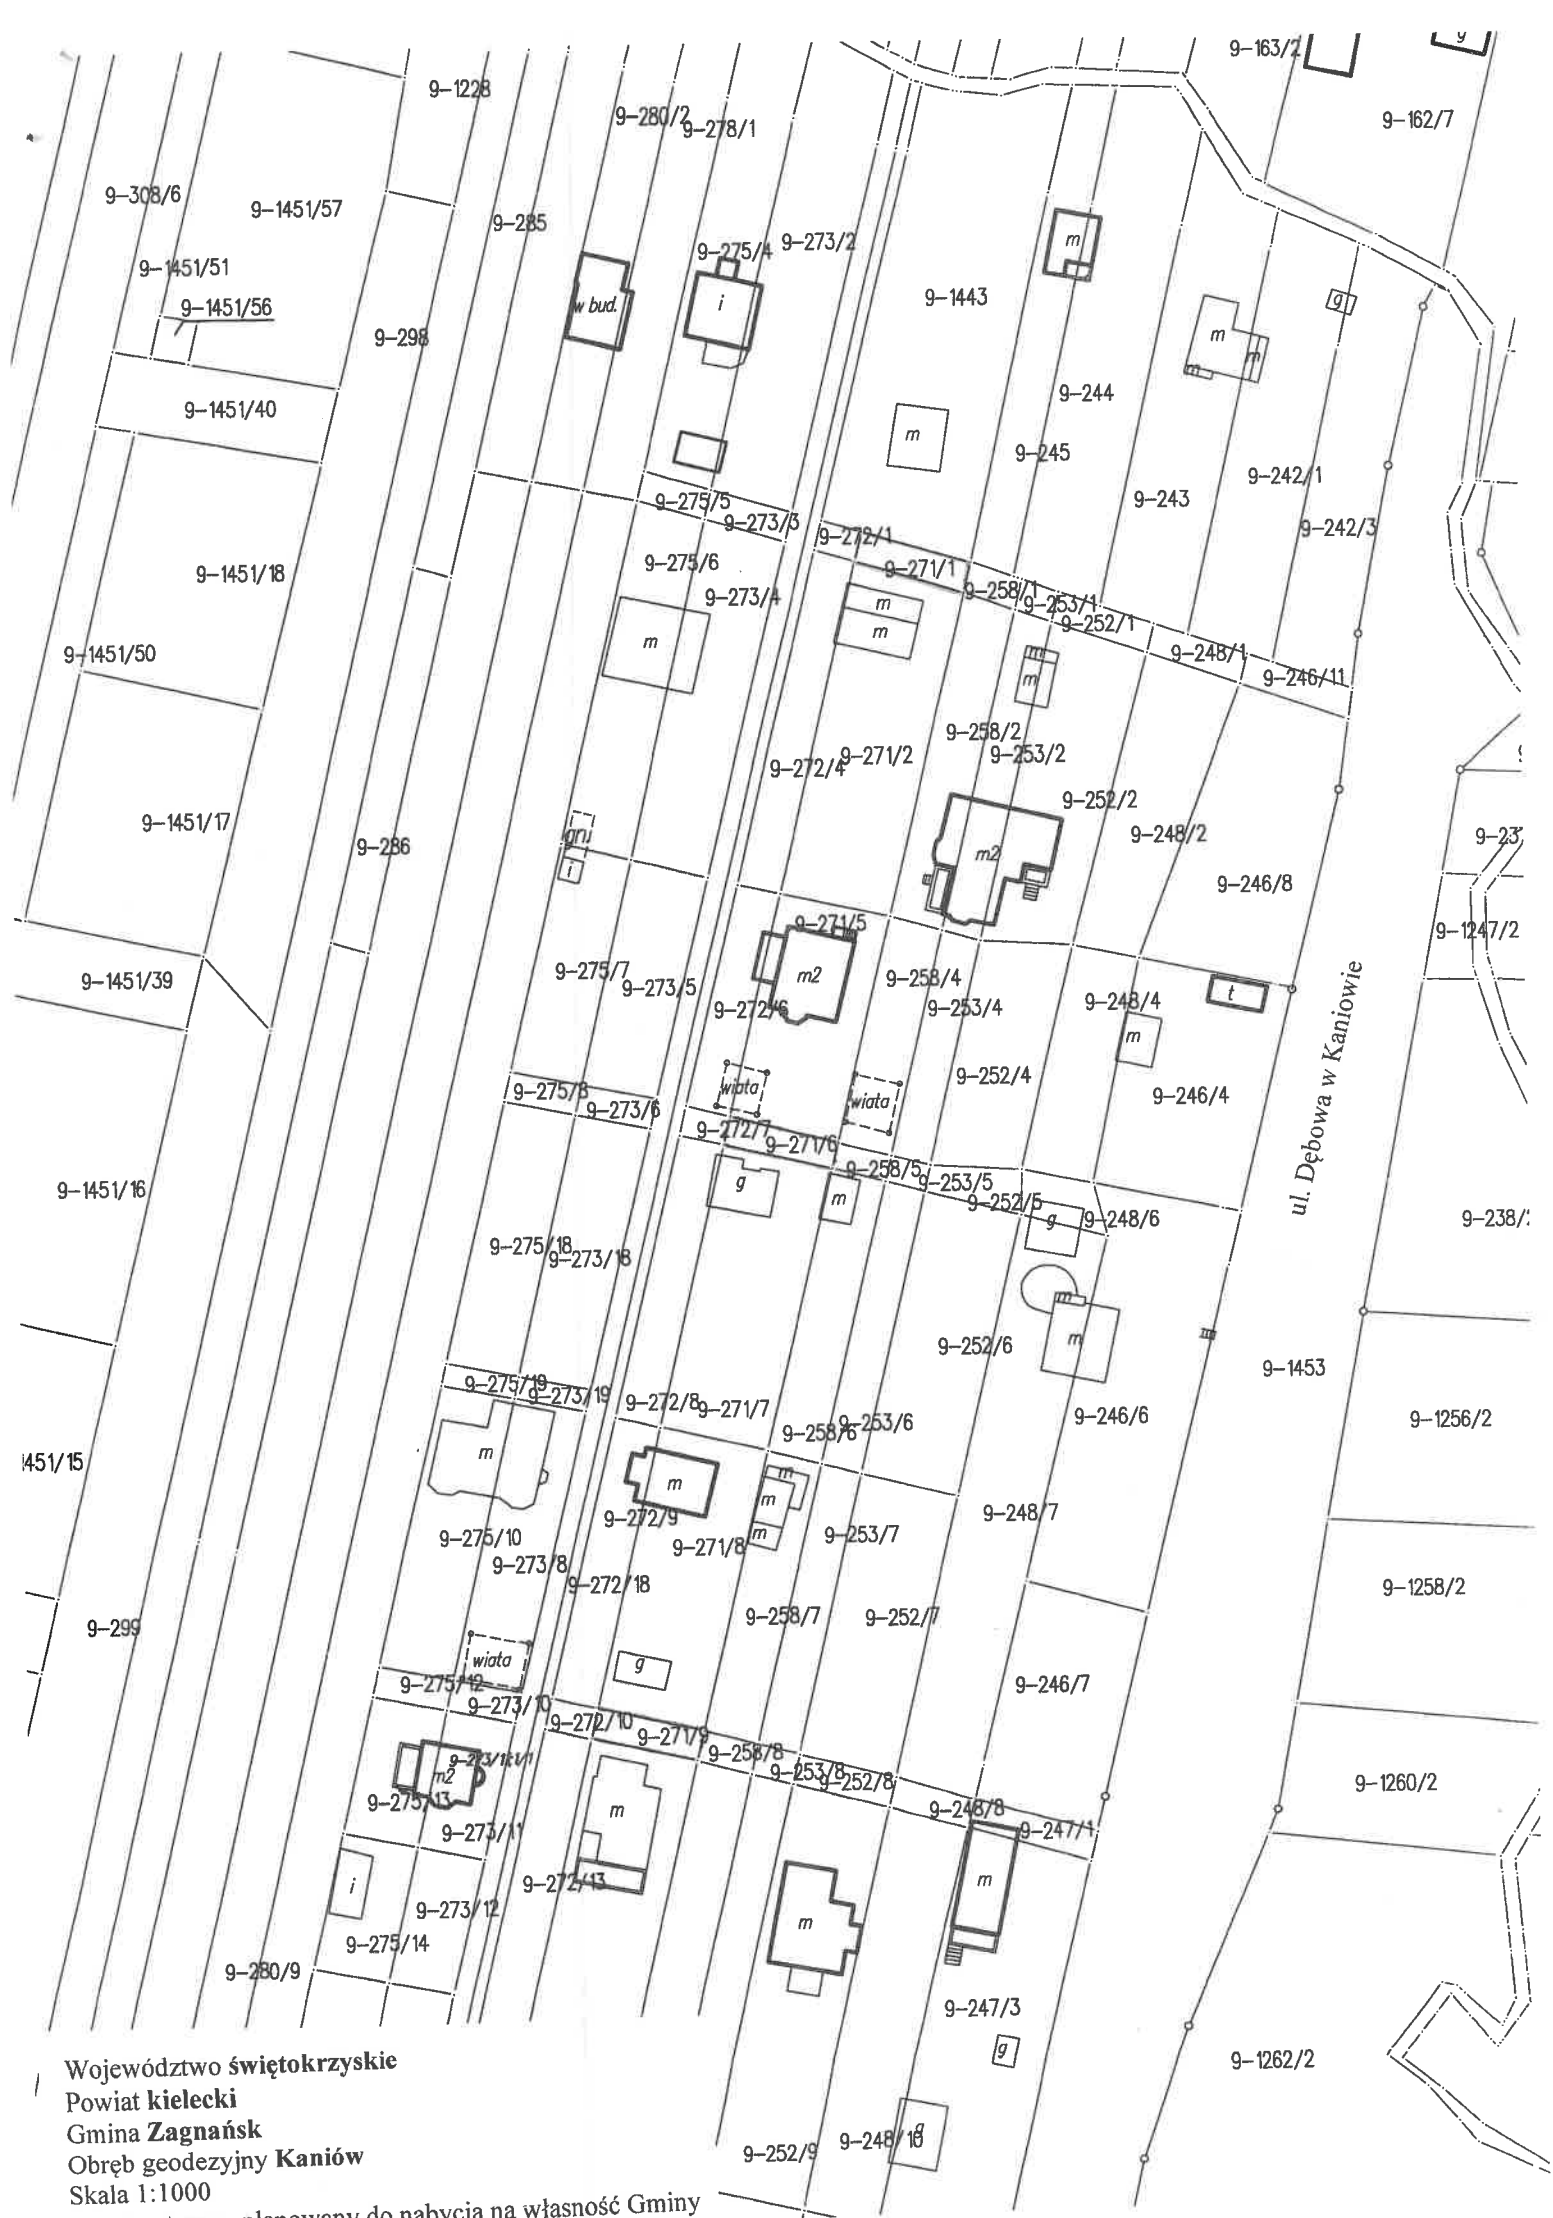 9-163/2
g
9-1228
9-280/2
9-278/1
9-162/7
9-308/6
9-1451/57
9-285
9-275/4
9-273/2
m
9-1451/51
9-1451/56
w bud.
i
9-1443
g
9-298
m
m
m
9-244
9-1451/40
m
9-245
9-242/1
9-243
9-275/5
9-273/3
9-242/3
9-272/1
9-275/6
9-271/1
9-1451/18
9-258/1
9-273/4
9-253/1
m
9-252/1
m
m
9-1451/50
m
9-248/1
m
9-246/11
9-258/2
9-253/2
9-271/2
9-272/4
9-252/2
9-1451/17
9-248/2
gru
9-286
m2
i
9-246/8
9-271/5
9-1247/2
9-1451/39
9-275/7
m2
9-258/4
9-273/5
t
9-272/6
9-253/4
9-248/4
m
ul. Dębowa w Kaniowie
9-252/4
wiata
wiata
9-275/8
9-273/6
9-246/4
9-272/7
9-271/6
9-258/5
9-253/5
9-1451/16
g
m
9-252/5
g
9-248/6
9-275/18
9-273/18
m
m
9-252/6
9-1453
9-275/19
9-273/19
9-272/8
9-271/7
9-253/6
9-258/6
9-246/6
9-1256/2
m
451/15
m
m
m
9-272/9
9-248/7
m
9-275/10
9-271/8
9-253/7
9-273/8
9-272/18
9-1258/2
9-258/7
9-252/7
9-299
wiata
g
9-275/12
9-246/7
9-273/10
9-272/10
9-271/9
9-258/8
m2
9-253/8
9-252/8
9-1260/2
9-275/13
m
9-248/8
9-273/11
9-247/1
i
9-272/13
m
9-273/12
m
9-275/14
9-280/9
9-247/3
g
9-1262/2
g
9-248/10
9-252/9
Województwo świętokrzyskie
Powiat kielecki
Gmina Zagnańsk
Obręb geodezyjny Kaniów
Skala 1:1000
planowany do nabycia na własność Gminy